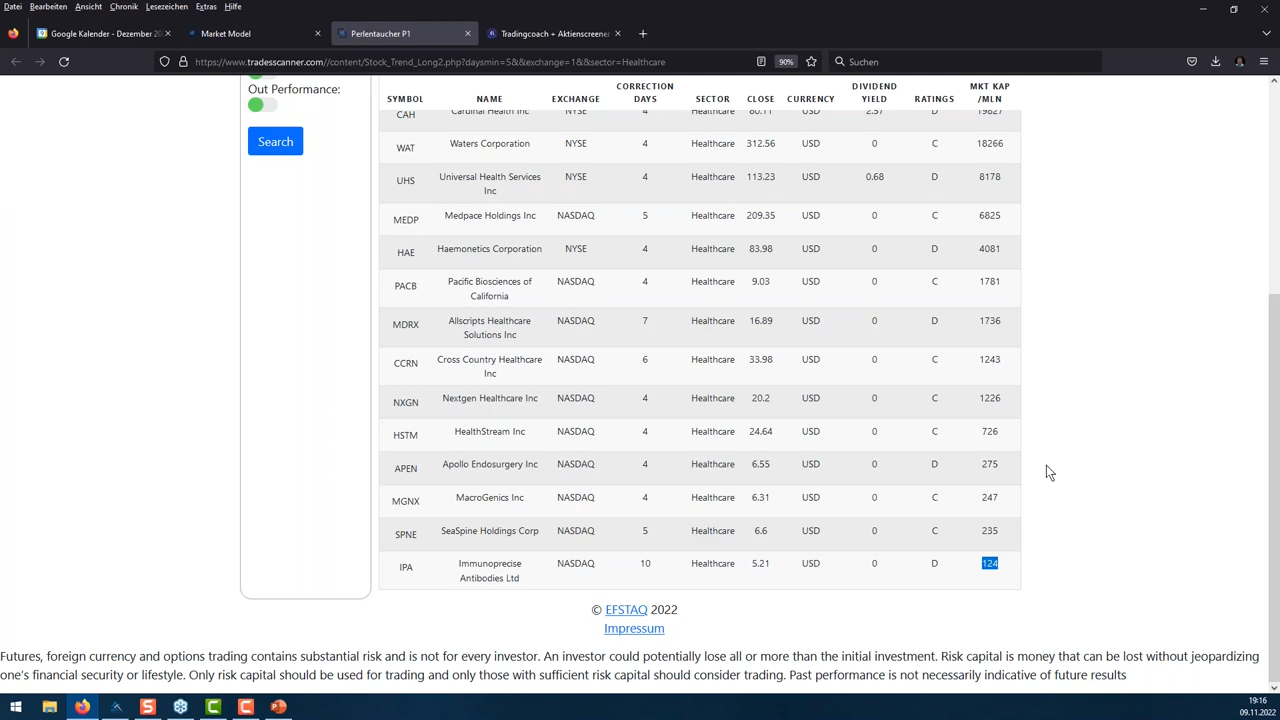 Datei Bearbeiten Ansicht Chronik Lesezeichen Extras Hilfe
Google Kalender - Dezember 20
Market Model
Perlentaucher P1
Tradingcoach + Aktienscreener
https://www.tradesscanner.com//content/Stock_Trend_Long2.php?daysmin=5&&exchange=1&&sector=Healthcare
90%
Suchen
Out Performance:
Search
SYMBOL NAME EXCHANGE CORRECTION DAYS SECTOR CLOSE CURRENCY DIVIDEND YIELD RATINGS MKT KAP /MLN
CAH Cardinal Health Inc NYSE 4 Healthcare 80.11 USD 2.37 D 19827
WAT Waters Corporation NYSE 4 Healthcare 312.56 USD 0 C 18266
UHS Universal Health Services Inc NYSE 4 Healthcare 113.23 USD 0.68 D 8178
MEDP Medpace Holdings Inc NASDAQ 5 Healthcare 209.35 USD 0 C 6825
HAE Haemonetics Corporation NYSE 4 Healthcare 83.98 USD 0 D 4081
PACB Pacific Biosciences of California NASDAQ 4 Healthcare 9.03 USD 0 C 1781
MDRX Allscripts Healthcare Solutions Inc NASDAQ 7 Healthcare 16.89 USD 0 D 1736
CCRN Cross Country Healthcare Inc NASDAQ 6 Healthcare 33.98 USD 0 C 1243
NXGN Nextgen Healthcare Inc NASDAQ 4 Healthcare 20.2 USD 0 C 1226
HSTM HealthStream Inc NASDAQ 4 Healthcare 24.64 USD 0 C 726
APEN Apollo Endosurgery Inc NASDAQ 4 Healthcare 6.55 USD 0 D 275
MGNX MacroGenics Inc NASDAQ 4 Healthcare 6.31 USD 0 C 247
SPNE SeaSpine Holdings Corp NASDAQ 5 Healthcare 6.6 USD 0 C 235
IPA Immunoprecise Antibodies Ltd NASDAQ 10 Healthcare 5.21 USD 0 D 124
© EFSTAQ 2022
Impressum
Futures, foreign currency and options trading contains substantial risk and is not for every investor. An investor could potentially lose all or more than the initial investment. Risk capital is money that can be lost without jeopardizing
one's financial security or lifestyle. Only risk capital should be used for trading and only those with sufficient risk capital should consider trading. Past performance is not necessarily indicative of future results
19:16
09.11.2022